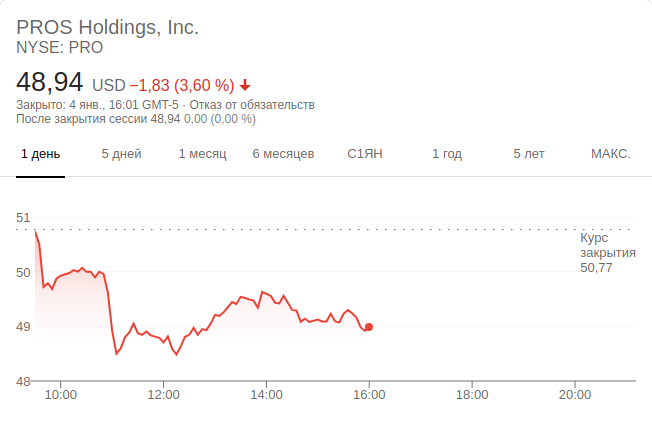 PROS Holdings, Inc.
NYSE: PRO
48,94 USD −1,83 (3,60 %)
Закрыто: 4 янв., 16:01 GMT-5 · Отказ от обязательств
После закрытия сессии 48,94 0,00 (0,00 %)
1 день 5 дней 1 месяц 6 месяцев С1ЯН 1 год 5 лет МАКС.
51
Курс
закрытия
50,77
50
49
48
10:00 12:00 14:00 16:00 18:00 20:00